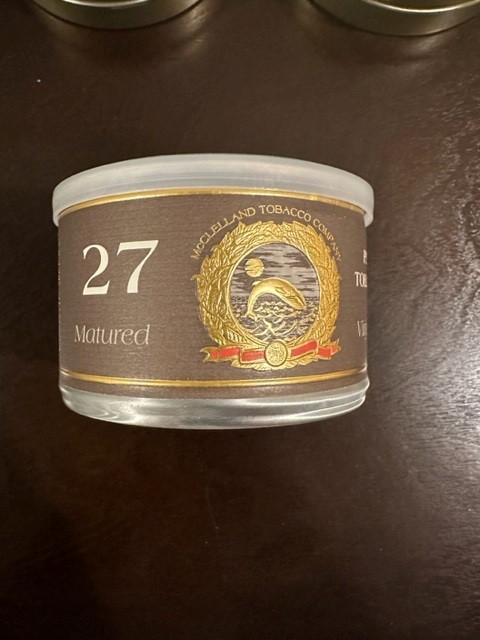 McCLELLAND TOBACCO COMPANY
27
Matured